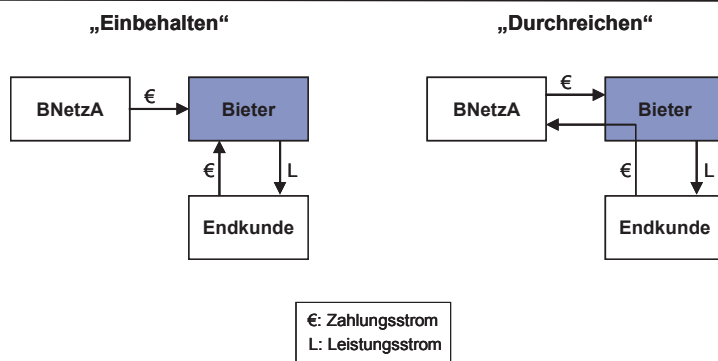 „Einbehalten“
„Durchreichen“
BNetzA
€
Bieter
€
L
Endkunde
BNetzA
€
Bieter
€
L
Endkunde
€: Zahlungsstrom
L: Leistungsstrom